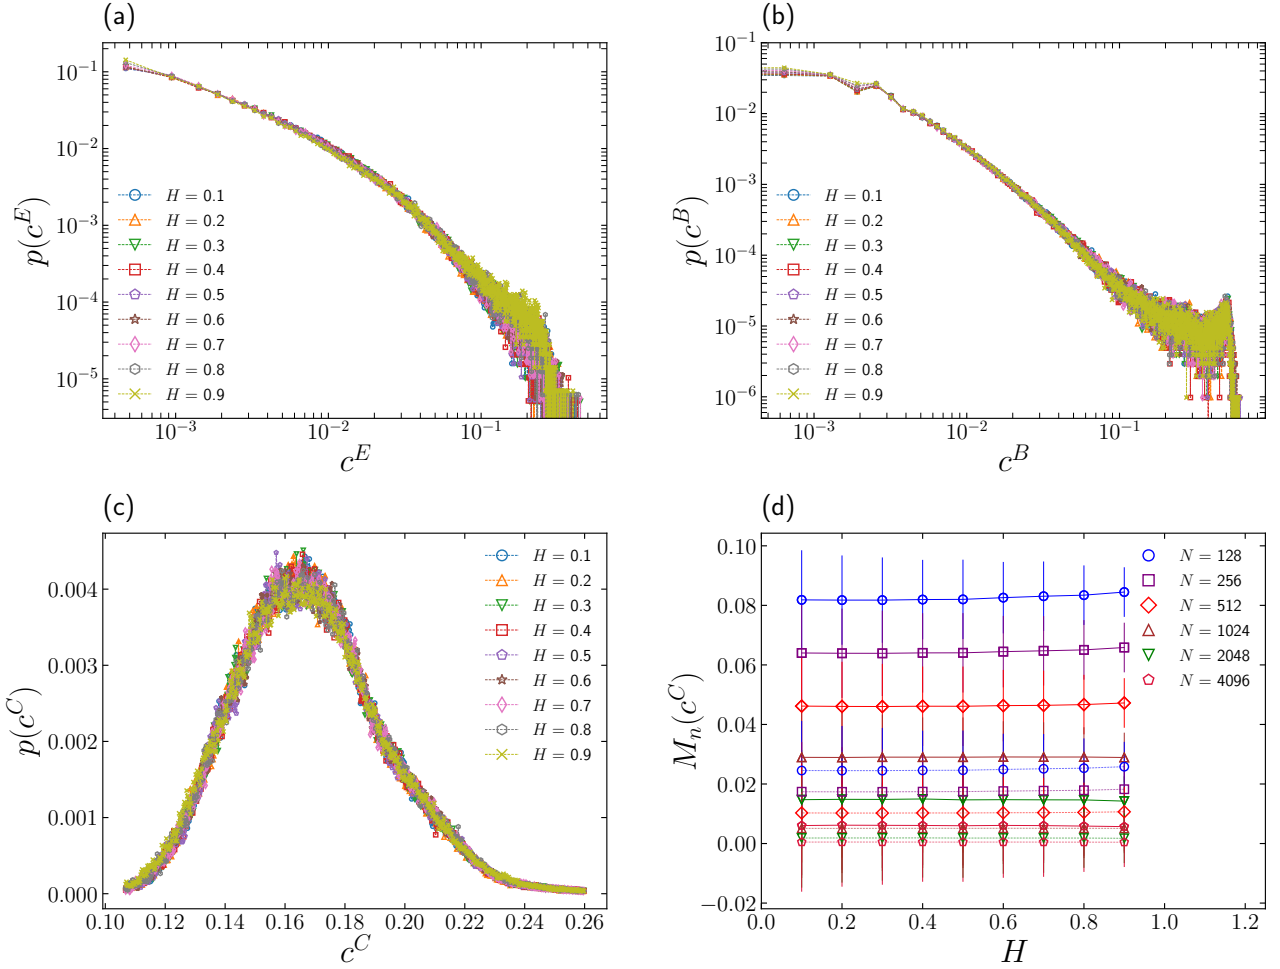 (a)
10^{-1}
10^{-2}
10^{-3}
10^{-4}
10^{-5}
p(c^E)
H = 0.1
H = 0.2
H = 0.3
H = 0.4
H = 0.5
H = 0.6
H = 0.7
H = 0.8
H = 0.9
10^{-3} 10^{-2} 10^{-1}
c^E
(b)
10^{-1}
10^{-2}
10^{-3}
10^{-4}
10^{-5}
10^{-6}
p(c^B)
H = 0.1
H = 0.2
H = 0.3
H = 0.4
H = 0.5
H = 0.6
H = 0.7
H = 0.8
H = 0.9
10^{-3} 10^{-2} 10^{-1}
c^B
(c)
0.004
0.003
0.002
0.001
0.000
p(c^C)
H = 0.1
H = 0.2
H = 0.3
H = 0.4
H = 0.5
H = 0.6
H = 0.7
H = 0.8
H = 0.9
0.10 0.12 0.14 0.16 0.18 0.20 0.22 0.24 0.26
c^C
(d)
0.10
0.08
0.06
0.04
0.02
0.00
−0.02
M_n(c^C)
N = 128
N = 256
N = 512
N = 1024
N = 2048
N = 4096
0.0 0.2 0.4 0.6 0.8 1.0 1.2
H